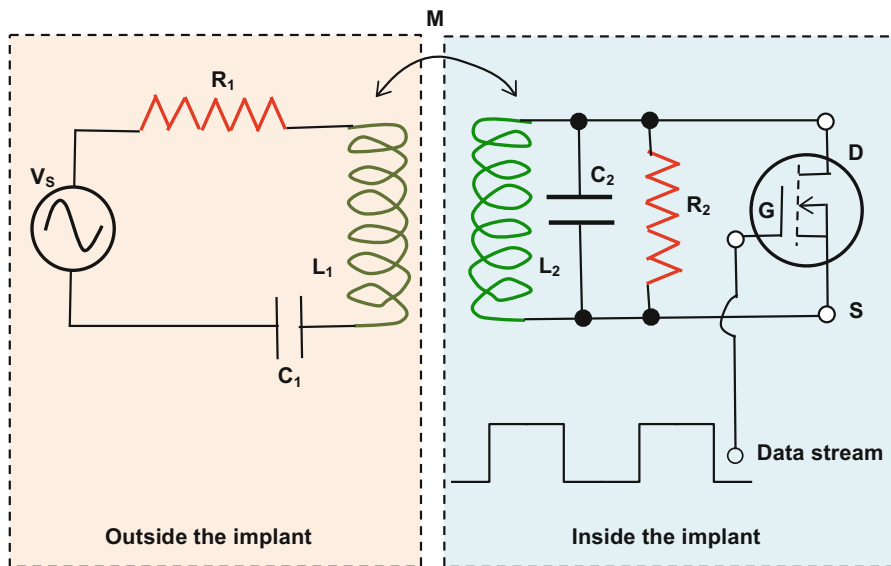 M
R₁
Vₛ
L₁
C₁
Outside the implant
C₂
R₂
L₂
D
G
S
Data stream
Inside the implant